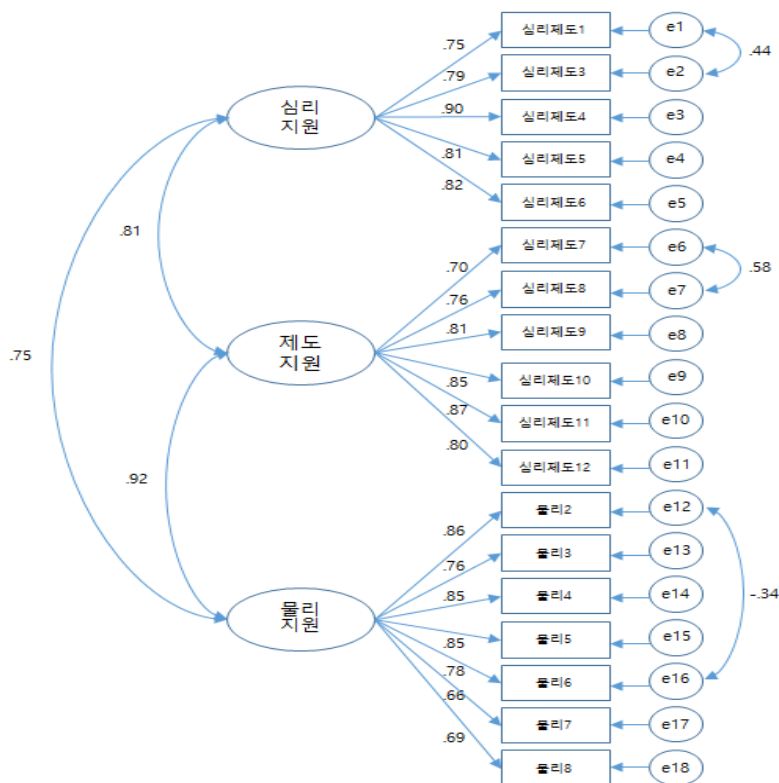 심리제도1
e1
.75
.44
심리제도3
e2
.79
심리
지원
.90
심리제도4
e3
.81
심리제도5
e4
.82
심리제도6
e5
.81
.70
심리제도7
e6
.58
.76
심리제도8
e7
제도
지원
.81
심리제도9
e8
.75
.85
심리제도10
e9
.87
심리제도11
e10
.80
심리제도12
e11
.92
.86
물리2
e12
.76
물리3
e13
물리
지원
.85
물리4
e14
-.34
.85
물리5
e15
.78
물리6
e16
.66
물리7
e17
.69
물리8
e18